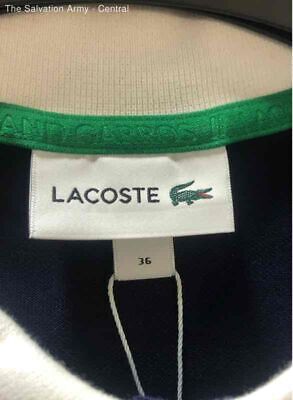 The Salvation Army - Central
LACOSTE
36